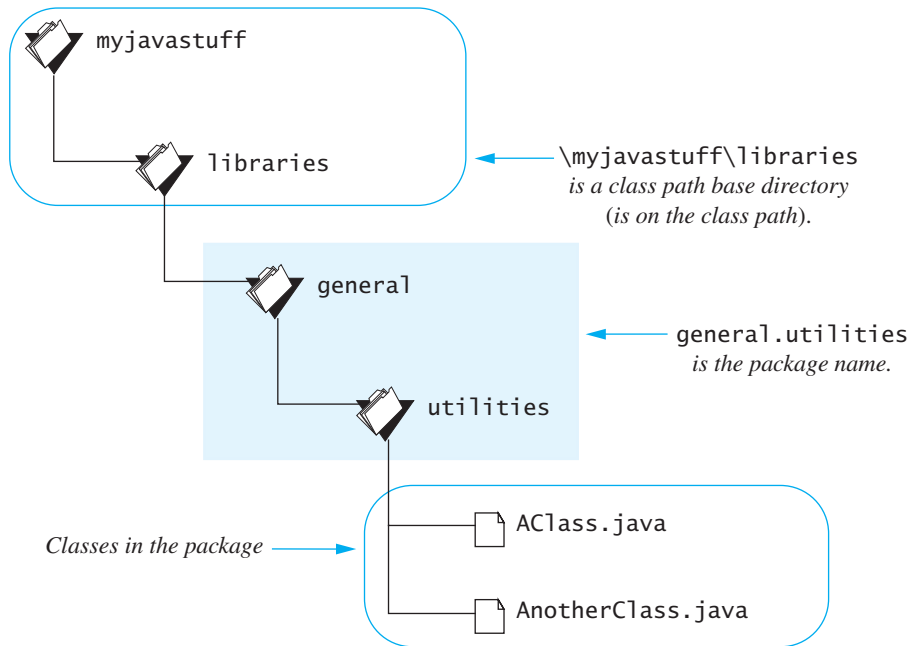 myjavastuff
libraries
\myjavastuff\libraries
is a class path base directory
(is on the class path).
general
general.utilities
is the package name.
utilities
AClass.java
Classes in the package
AnotherClass.java